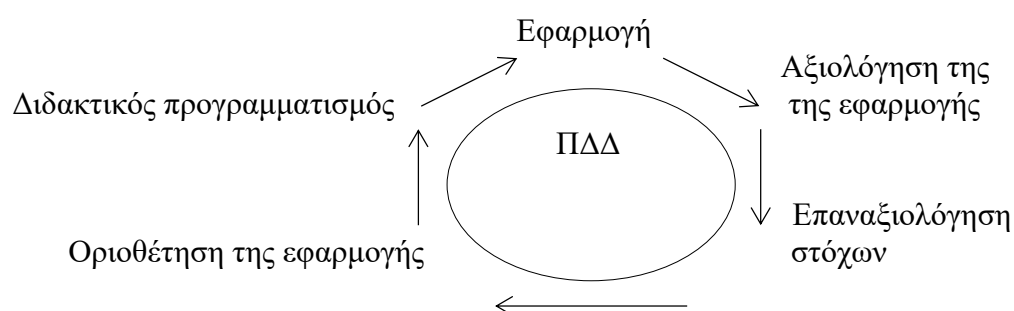 Εφαρμογή
Αξιολόγηση της
της εφαρμογής
Διδακτικός προγραμματισμός
ΠΔΔ
Επαναξιολόγηση
στόχων
Οριοθέτηση της εφαρμογής